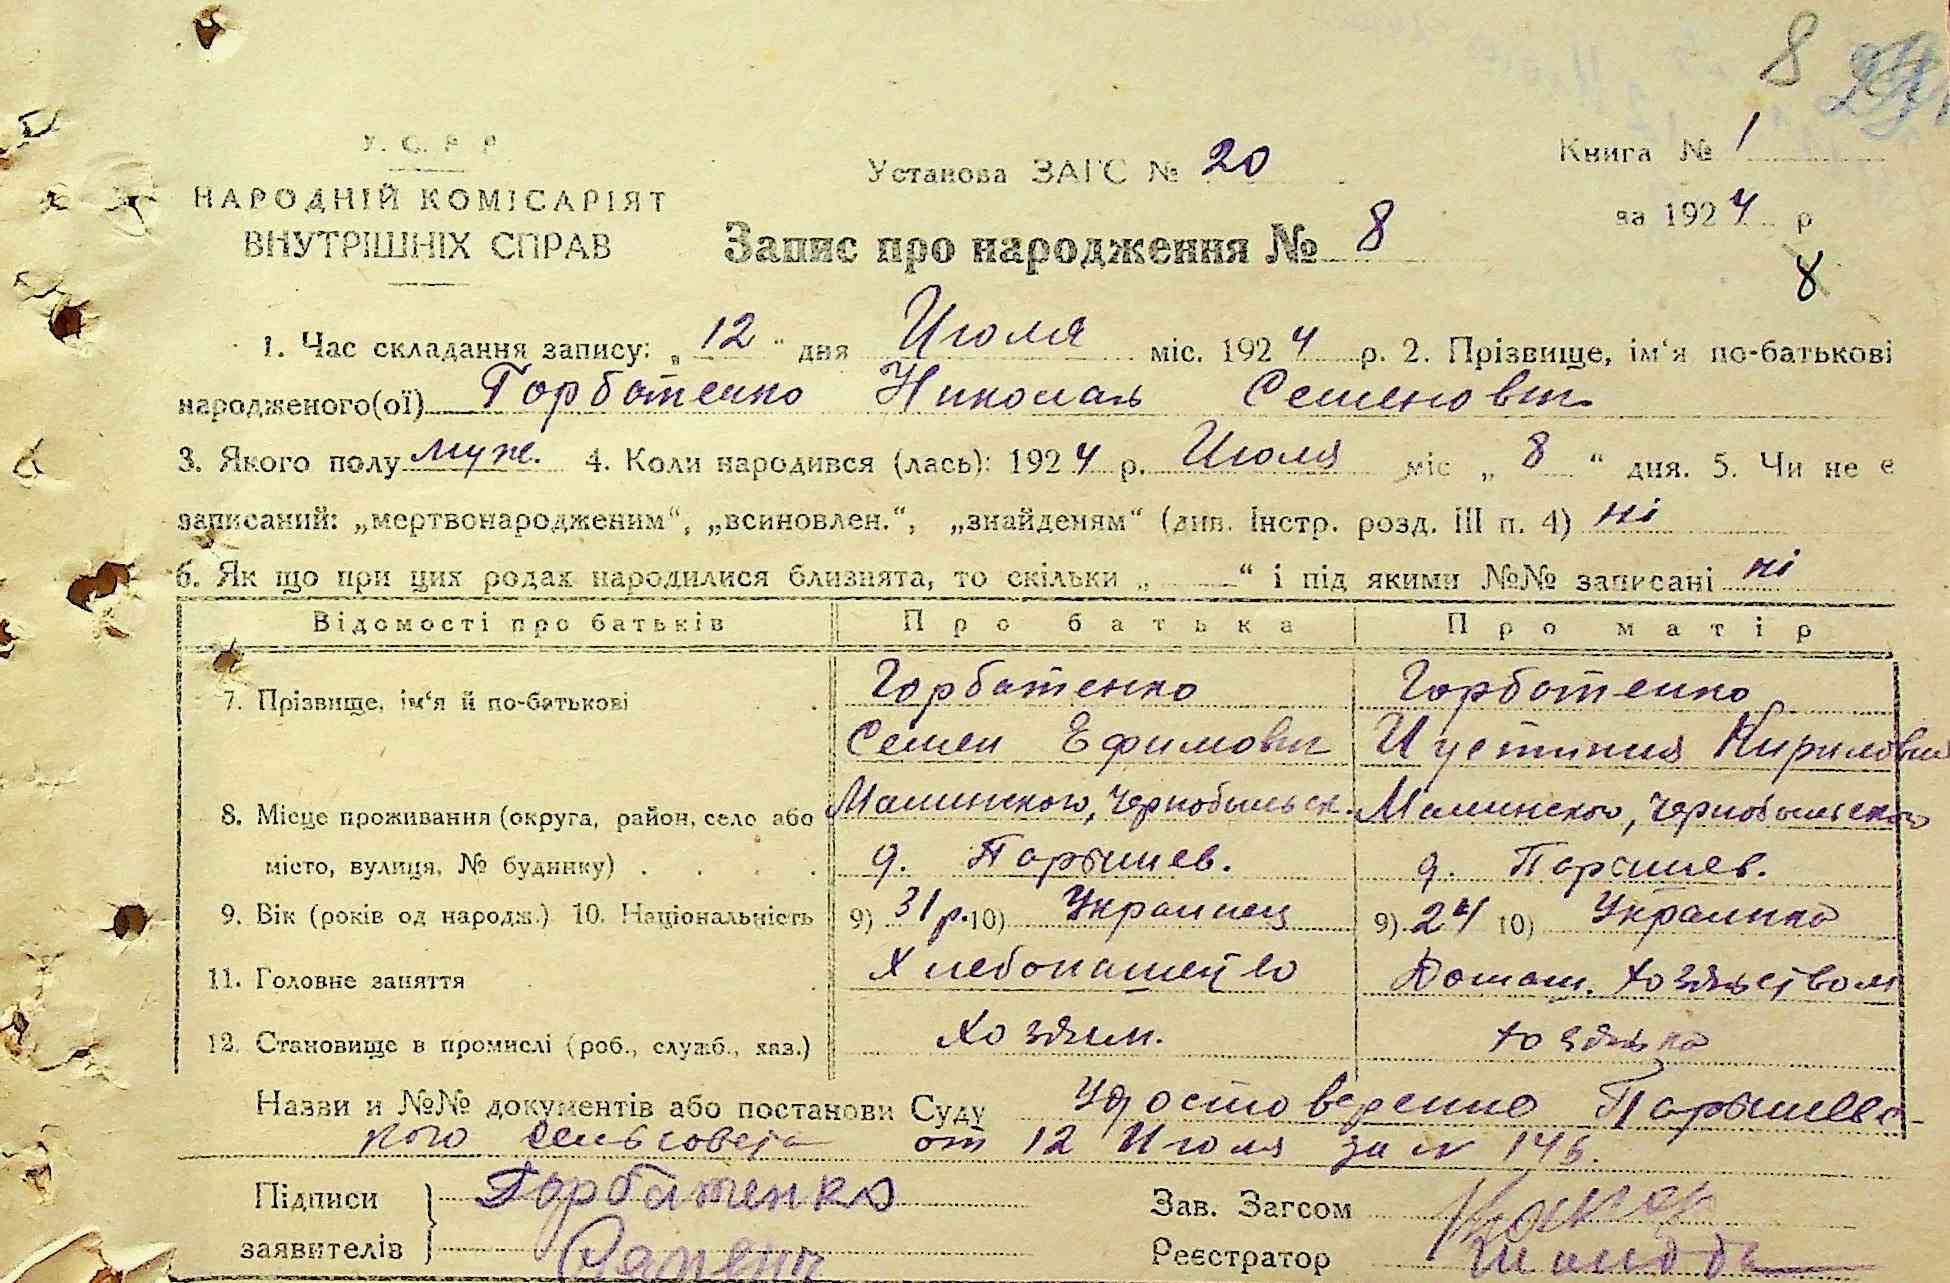 8
У. С. Р. Р.
НАРОДНІЙ КОМІСАРІЯТ
ВНУТРІШНІХ СПРАВ
Установа ЗАГС № 20
Книга № 1
за 1924 р
Запис про народження № 8
8
1. Час складання запису: „12“ дня Июля міс. 1924 р. 2. Прізвище, ім‘я по-батькові
народженого(ої) Горбатенко Николай Семенович
3. Якого полу муж. 4. Коли народився (лась): 1924 р. Июля міс „ 8 “ дня. 5. Чи не є
записаний: „мертвонародженим“, „всиновлен.“, „знайденям“ (див. Інстр. розд. III п. 4) ні
6. Як що при цих родах народилися близнята, то скільки „ “ і під якими №№ записані ні
Відомості про батьків Про батька Про матір
7. Прізвище, ім‘я й по-батькові Горбатенко Горбатенко
Семен Ефимович Иустиния Кириловна
8. Місце проживання (округа, район, село або Малинского, Чернобыльск. Малинского, Чернобыльского
місто, вулиця, № будинку) д. Парышев. д. Парышев.
9. Вік (років од народж.) 10. Національність 9) 31 р. 10) Украинец 9) 24 10) Украинка
11. Головне заняття Хлебопашество Домаш. хозяйством
12. Становище в промислі (роб., служб., хаз.) Хозяин. хозяйка
Назви и №№ документів або постанови Суду Удостоверение Парышевс-
кого сельсовета от 12 Июля за № 146.
Підписи Горбатенко Зав. Загсом
заявителів Реєстратор